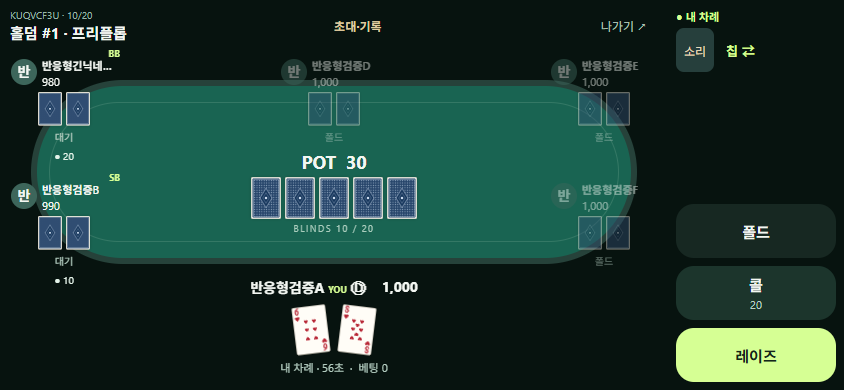 KUQVCF3U · 10/20
홀덤 #1 · 프리플롭
초대·기록
나가기 ↗
● 내 차례
소리
칩 ⇄
BB
반 반응형긴닉네...
980
대기
● 20
반 반응형검증D
1,000
폴드
반 반응형검증E
1,000
폴드
SB
반 반응형검증B
990
대기
● 10
POT 30
BLINDS 10 / 20
반 반응형검증F
1,000
폴드
반응형검증A YOU Ⓓ 1,000
6
9
8
8
내 차례 · 56초 · 베팅 0
폴드
콜
20
레이즈